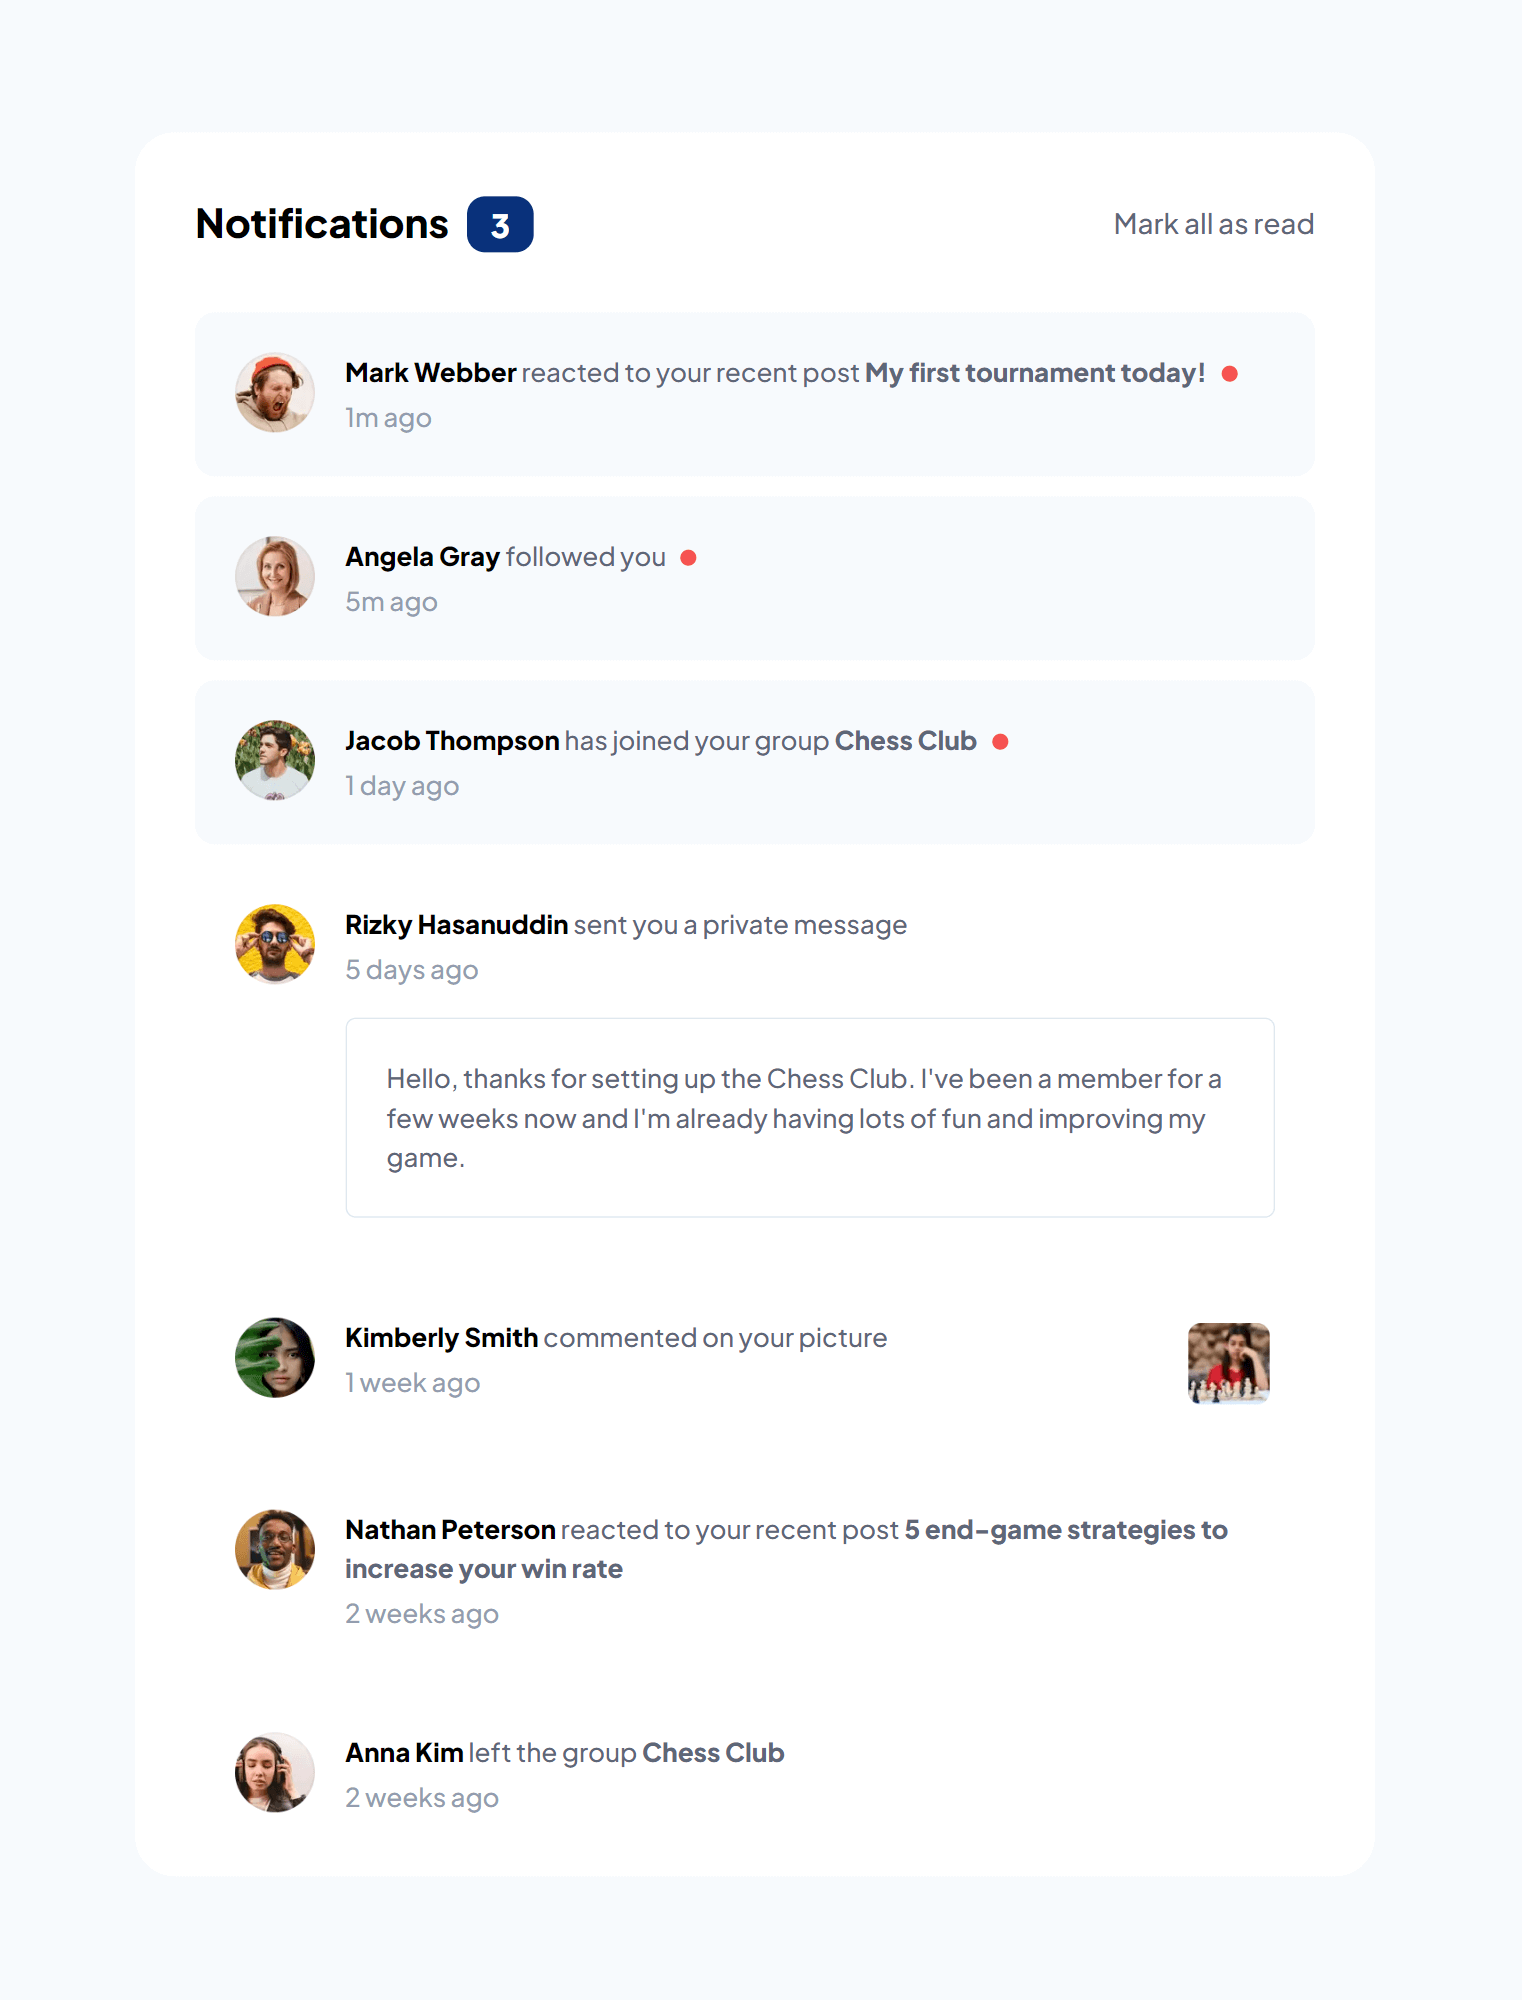 Notifications 3 Mark all as read
Mark Webber reacted to your recent post My first tournament today!
1m ago
Angela Gray followed you
5m ago
Jacob Thompson has joined your group Chess Club
1 day ago
Rizky Hasanuddin sent you a private message
5 days ago
Hello, thanks for setting up the Chess Club. I've been a member for a
few weeks now and I'm already having lots of fun and improving my
game.
Kimberly Smith commented on your picture
1 week ago
Nathan Peterson reacted to your recent post 5 end-game strategies to
increase your win rate
2 weeks ago
Anna Kim left the group Chess Club
2 weeks ago